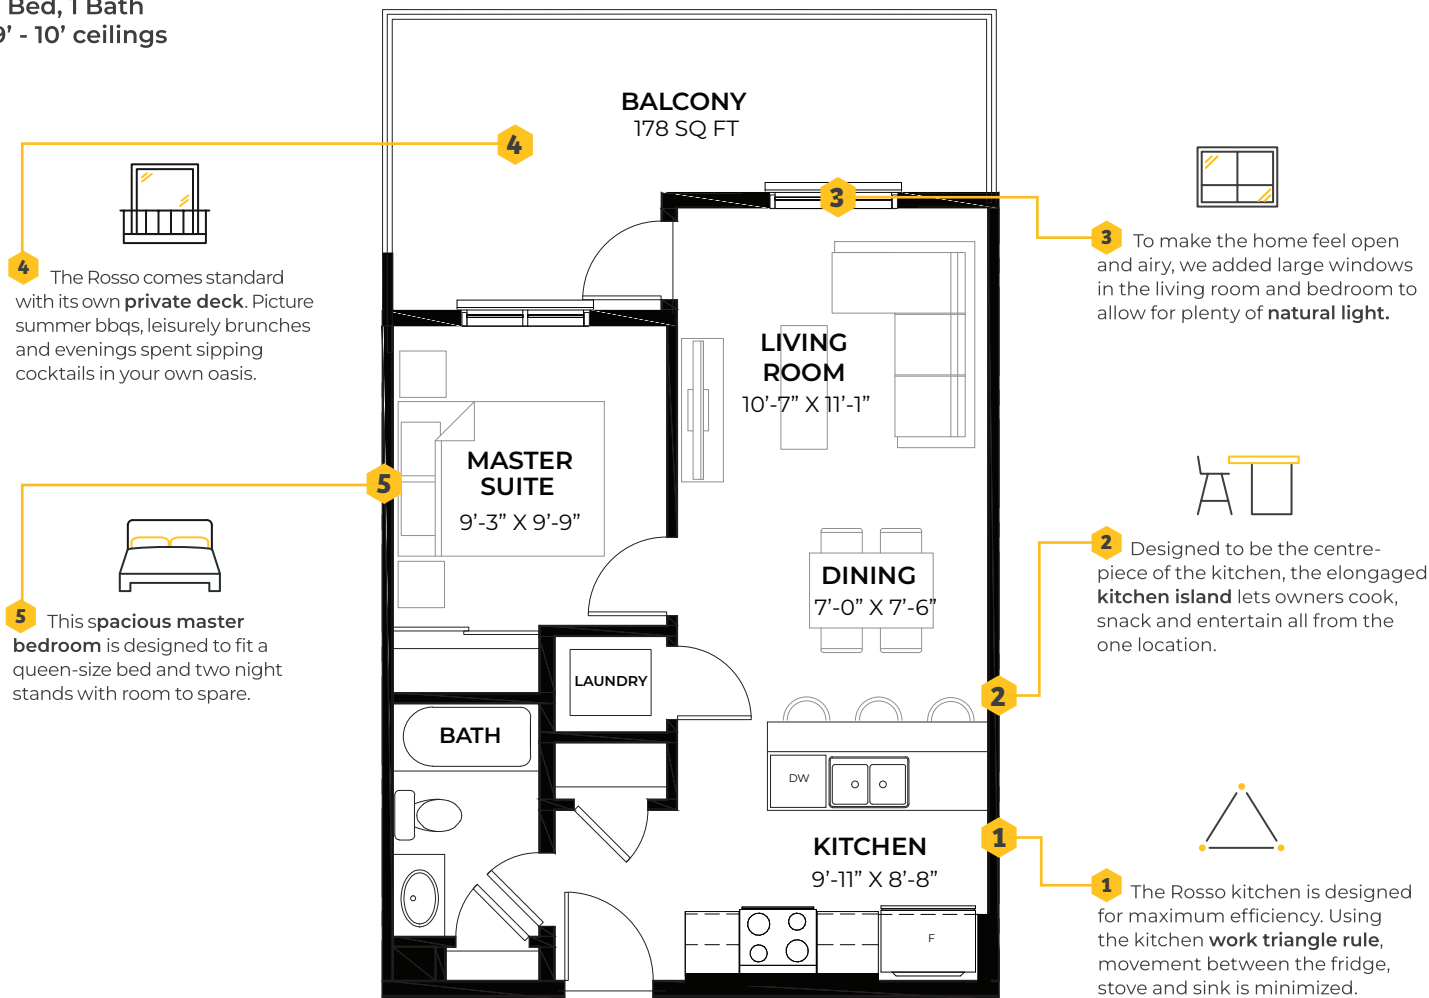 Bed, 1 Bath
9’ - 10’ ceilings
BALCONY
178 SQ FT
4
3
4 The Rosso comes standard
with its own private deck. Picture
summer bbqs, leisurely brunches
and evenings spent sipping
cocktails in your own oasis.
3 To make the home feel open
and airy, we added large windows
in the living room and bedroom to
allow for plenty of natural light.
LIVING
ROOM
10’-7” X 11’-1”
MASTER
SUITE
9’-3” X 9’-9”
5
5 This spacious master
bedroom is designed to fit a
queen-size bed and two night
stands with room to spare.
DINING
7’-0” X 7’-6”
2 Designed to be the centre-
piece of the kitchen, the elongaged
kitchen island lets owners cook,
snack and entertain all from the
one location.
LAUNDRY
2
BATH
DW
KITCHEN
9’-11” X 8’-8”
1
F
1 The Rosso kitchen is designed
for maximum efficiency. Using
the kitchen work triangle rule,
movement between the fridge,
stove and sink is minimized.